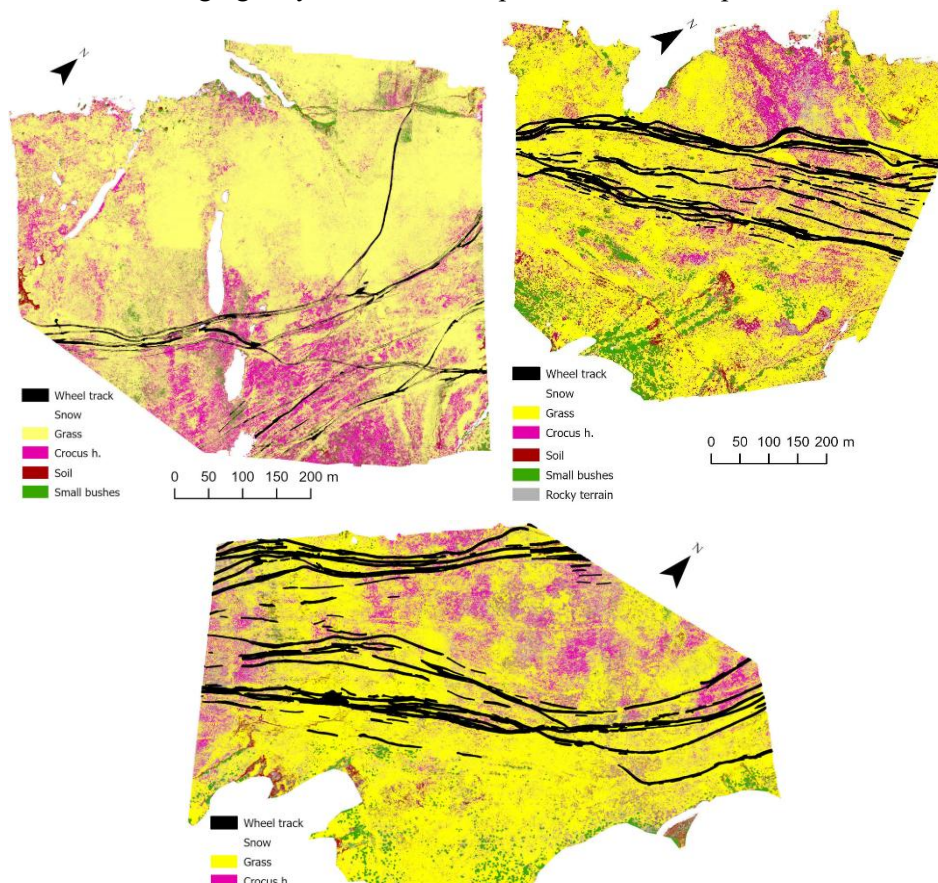 N
Wheel track
Snow
Grass
Crocus h.
Soil
Small bushes
0 50 100 150 200 m
N
Wheel track
Snow
Grass
Crocus h.
Soil
Small bushes
Rocky terrain
0 50 100 150 200 m
N
Wheel track
Snow
Grass
Crocus h.